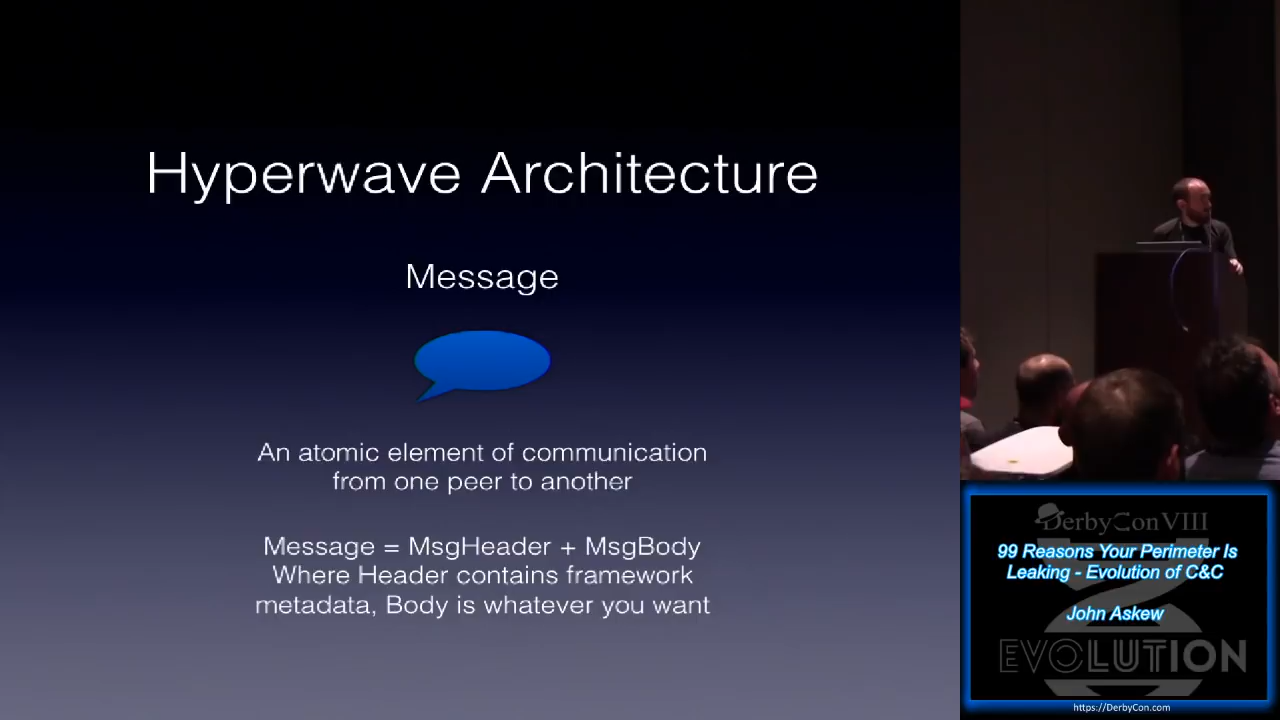 Hyperwave Architecture
Message
An atomic element of communication
from one peer to another
Message = MsgHeader + MsgBody
Where Header contains framework
metadata, Body is whatever you want
DerbyCon VIII
99 Reasons Your Perimeter Is
Leaking - Evolution of C&C
John Askew
EVOLUTION
https://DerbyCon.com